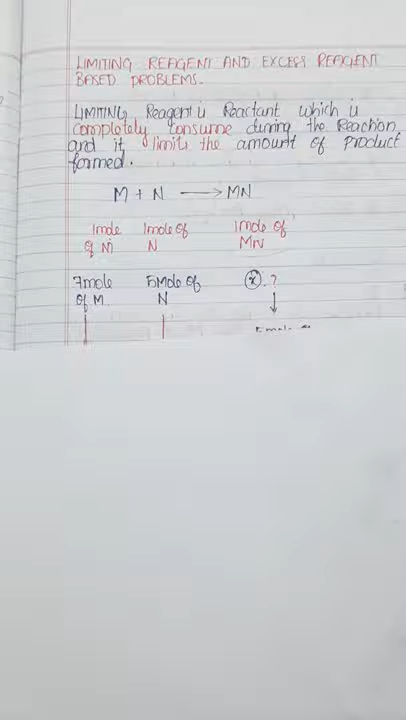 LIMITING REAGENT AND EXCESS REAGENT
BASED PROBLEMS.
LIMITING Reagent is Reactant which is
completely Consume during the Reaction
and it limits the amount of product
formed.
M + N ⟶ MN
1mole 1mole of 1mole of
of M N MN
7mole 5Mole of (x) ?
of M. N ↓